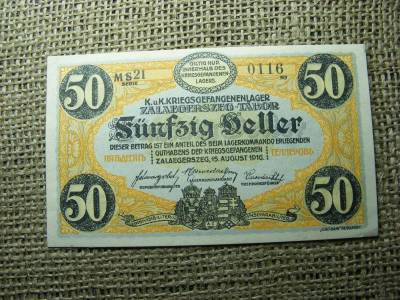 50
MS21
SERIE
GILTIG NUR
INNERHALB DES
KRIEGSGEFANGENEN
LAGERS.
0116
50
K.u.K. KRIEGSGEFANGENENLAGER
ZALAEGERSZEG-TÁBOR
Fünfzig Heller
DIESER BETRAG IST EIN ANTEIL DES BEIM LAGERKOMMANDO ERLIEGENDEN
GUTHABENS DER KRIEGSGEFANGENEN
ZALAEGERSZEG, 15. AUGUST 1916.
50
50